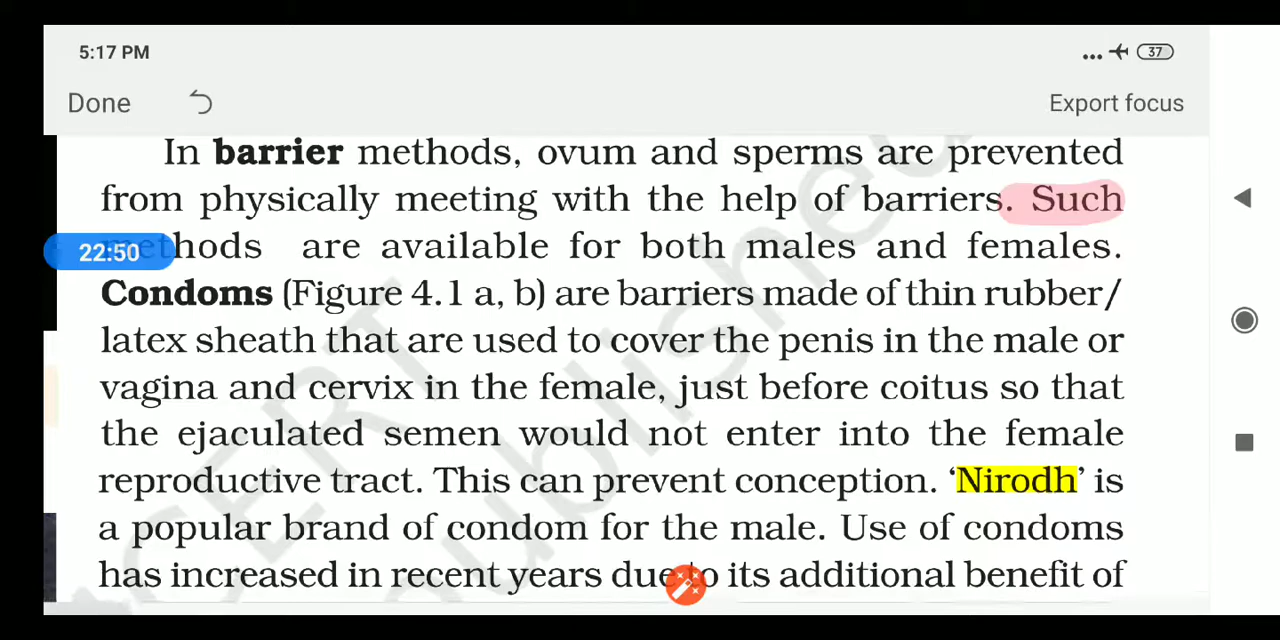 5:17 PM
37
Done
Export focus
In barrier methods, ovum and sperms are prevented
from physically meeting with the help of barriers. Such
22:50
methods are available for both males and females.
Condoms (Figure 4.1 a, b) are barriers made of thin rubber/
latex sheath that are used to cover the penis in the male or
vagina and cervix in the female, just before coitus so that
the ejaculated semen would not enter into the female
reproductive tract. This can prevent conception. ‘Nirodh’ is
a popular brand of condom for the male. Use of condoms
has increased in recent years due to its additional benefit of